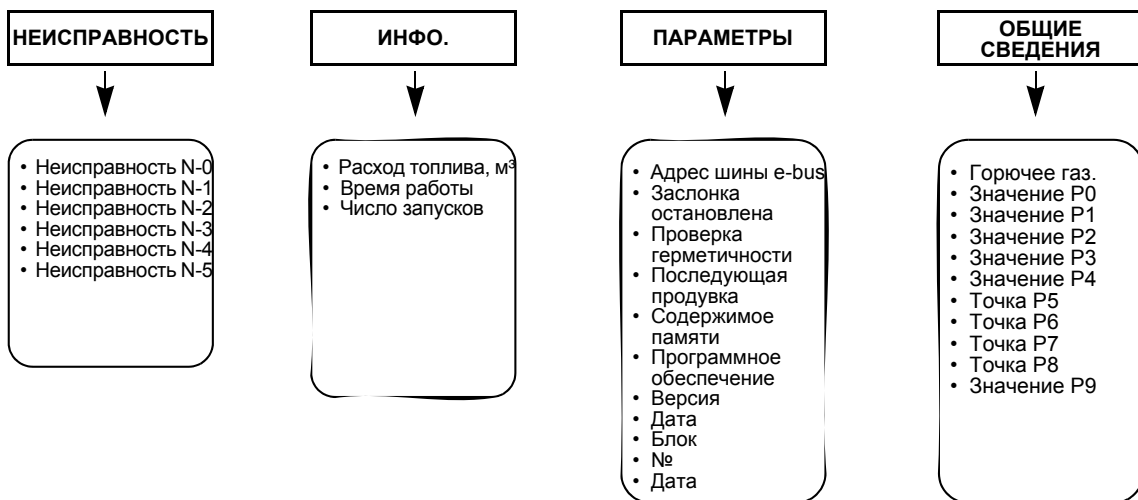 НЕИСПРАВНОСТЬ
• Неисправность N-0
• Неисправность N-1
• Неисправность N-2
• Неисправность N-3
• Неисправность N-4
• Неисправность N-5
ИНФО.
• Расход топлива, м³
• Время работы
• Число запусков
ПАРАМЕТРЫ
• Адрес шины e-bus
• Заслонка
остановлена
• Проверка
герметичности
• Последующая
продувка
• Содержимое
памяти
• Программное
обеспечение
• Версия
• Дата
• Блок
• №
• Дата
ОБЩИЕ
СВЕДЕНИЯ
• Горючее газ.
• Значение P0
• Значение P1
• Значение P2
• Значение P3
• Значение P4
• Точка P5
• Точка P6
• Точка P7
• Точка P8
• Значение P9